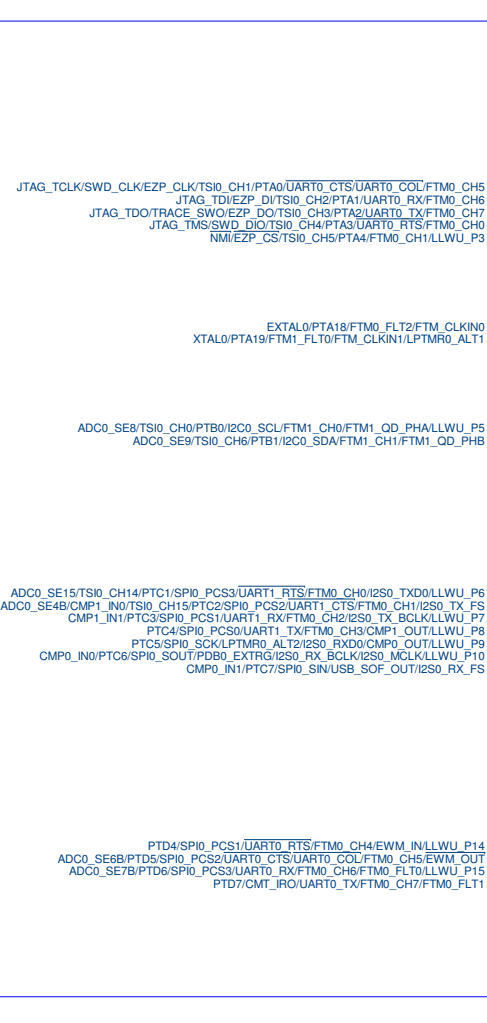 JTAG_TCLK/SWD_CLK/EZP_CLK/TSI0_CH1/PTA0/UART0_CTS/UART0_COL/FTM0_CH5
JTAG_TDI/EZP_DI/TSI0_CH2/PTA1/UART0_RX/FTM0_CH6
JTAG_TDO/TRACE_SWO/EZP_DO/TSI0_CH3/PTA2/UART0_TX/FTM0_CH7
JTAG_TMS/SWD_DIO/TSI0_CH4/PTA3/UART0_RTS/FTM0_CH0
NMI/EZP_CS/TSI0_CH5/PTA4/FTM0_CH1/LLWU_P3
EXTAL0/PTA18/FTM0_FLT2/FTM_CLKIN0
XTAL0/PTA19/FTM1_FLT0/FTM_CLKIN1/LPTMR0_ALT1
ADC0_SE8/TSI0_CH0/PTB0/I2C0_SCL/FTM1_CH0/FTM1_QD_PHA/LLWU_P5
ADC0_SE9/TSI0_CH6/PTB1/I2C0_SDA/FTM1_CH1/FTM1_QD_PHB
ADC0_SE15/TSI0_CH14/PTC1/SPI0_PCS3/UART1_RTS/FTM0_CH0/I2S0_TXD0/LLWU_P6
ADC0_SE4B/CMP1_IN0/TSI0_CH15/PTC2/SPI0_PCS2/UART1_CTS/FTM0_CH1/I2S0_TX_FS
CMP1_IN1/PTC3/SPI0_PCS1/UART1_RX/FTM0_CH2/I2S0_TX_BCLK/LLWU_P7
PTC4/SPI0_PCS0/UART1_TX/FTM0_CH3/CMP1_OUT/LLWU_P8
PTC5/SPI0_SCK/LPTMR0_ALT2/I2S0_RXD0/CMP0_OUT/LLWU_P9
CMP0_IN0/PTC6/SPI0_SOUT/PDB0_EXTRG/I2S0_RX_BCLK/I2S0_MCLK/LLWU_P10
CMP0_IN1/PTC7/SPI0_SIN/USB_SOF_OUT/I2S0_RX_FS
PTD4/SPI0_PCS1/UART0_RTS/FTM0_CH4/EWM_IN/LLWU_P14
ADC0_SE6B/PTD5/SPI0_PCS2/UART0_CTS/UART0_COL/FTM0_CH5/EWM_OUT
ADC0_SE7B/PTD6/SPI0_PCS3/UART0_RX/FTM0_CH6/FTM0_FLT0/LLWU_P15
PTD7/CMT_IRO/UART0_TX/FTM0_CH7/FTM0_FLT1